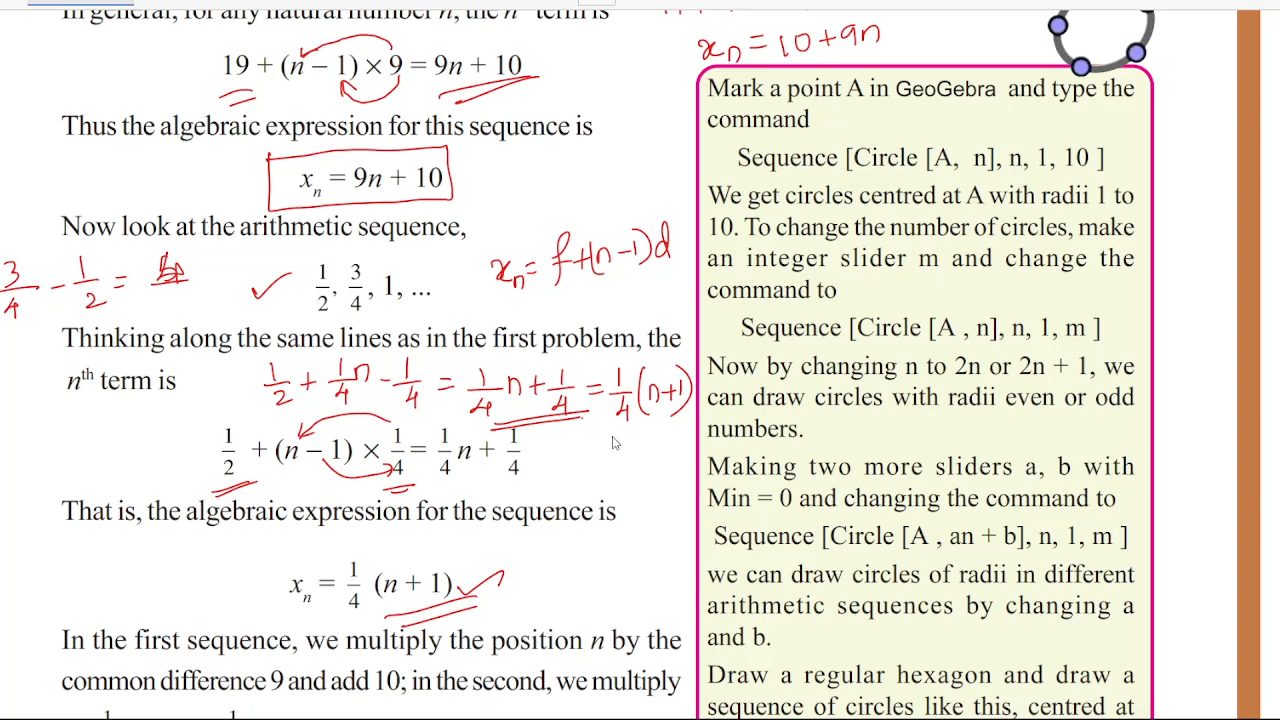 In general, for any natural number n, the nth term is
19 + (n – 1) × 9 = 9n + 10
Thus the algebraic expression for this sequence is
xn = 9n + 10
Now look at the arithmetic sequence,
3/4 - 1/2 =
xn = f+(n-1)d
1/2, 3/4, 1, ...
Thinking along the same lines as in the first problem, the
nth term is
1/2 + 1/4 n - 1/4 = 1/4 n + 1/4 = 1/4 (n+1)
1/2 + (n – 1) × 1/4 = 1/4 n + 1/4
That is, the algebraic expression for the sequence is
xn = 1/4 (n + 1)
In the first sequence, we multiply the position n by the
common difference 9 and add 10; in the second, we multiply
xn = 10+9n
Mark a point A in GeoGebra and type the
command
Sequence [Circle [A, n], n, 1, 10 ]
We get circles centred at A with radii 1 to
10. To change the number of circles, make
an integer slider m and change the
command to
Sequence [Circle [A , n], n, 1, m ]
Now by changing n to 2n or 2n + 1, we
can draw circles with radii even or odd
numbers.
Making two more sliders a, b with
Min = 0 and changing the command to
Sequence [Circle [A , an + b], n, 1, m ]
we can draw circles of radii in different
arithmetic sequences by changing a
and b.
Draw a regular hexagon and draw a
sequence of circles like this, centred at